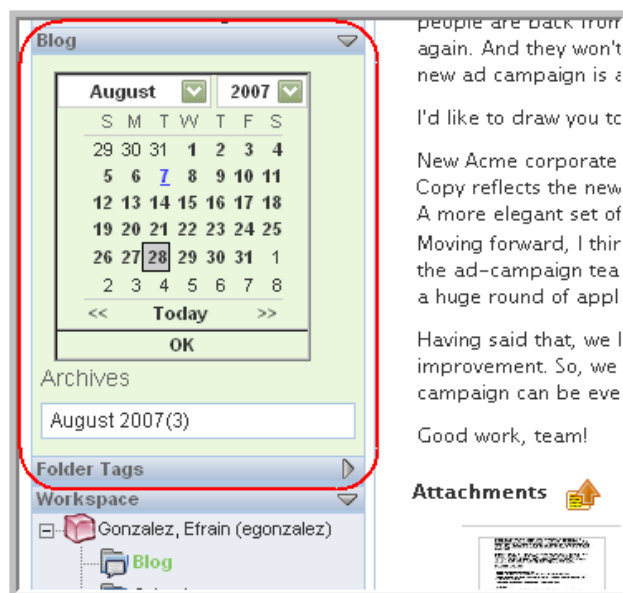 Blog
August 2007
S M T W T F S
29 30 31 1 2 3 4
5 6 7 8 9 10 11
12 13 14 15 16 17 18
19 20 21 22 23 24 25
26 27 28 29 30 31 1
2 3 4 5 6 7 8
<< Today >>
OK
Archives
August 2007(3)
Folder Tags
Workspace
Gonzalez, Efrain (egonzalez)
Blog
people are back from
again. And they won't
new ad campaign is a
I'd like to draw you to
New Acme corporate
Copy reflects the new
A more elegant set of
Moving forward, I thin
the ad-campaign tea
a huge round of appl
Having said that, we
improvement. So, we
campaign can be eve
Good work, team!
Attachments